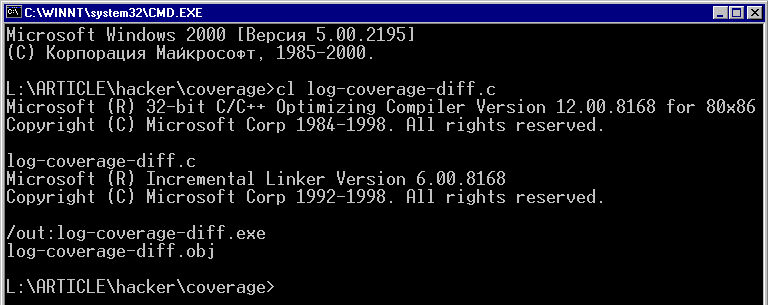 C:\WINNT\system32\CMD.EXE
Microsoft Windows 2000 [Версия 5.00.2195]
(C) Корпорация Майкрософт, 1985-2000.
L:\ARTICLE\hacker\coverage>cl log-coverage-diff.c
Microsoft (R) 32-bit C/C++ Optimizing Compiler Version 12.00.8168 for 80x86
Copyright (C) Microsoft Corp 1984-1998. All rights reserved.
log-coverage-diff.c
Microsoft (R) Incremental Linker Version 6.00.8168
Copyright (C) Microsoft Corp 1992-1998. All rights reserved.
/out:log-coverage-diff.exe
log-coverage-diff.obj
L:\ARTICLE\hacker\coverage>